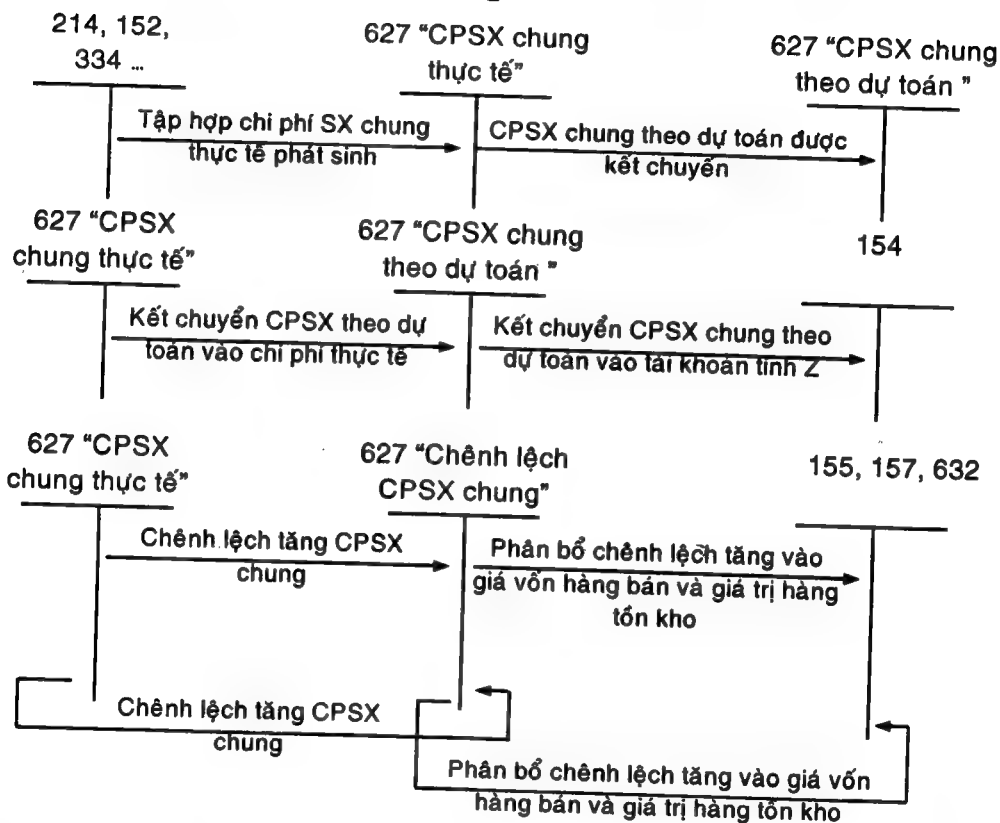 214, 152,
334 ...
627 “CPSX chung
thực tế”
627 “CPSX chung
theo dự toán ”
Tập hợp chi phí SX chung
thực tế phát sinh
CPSX chung theo dự toán được
kết chuyển
627 “CPSX
chung thực tế”
627 “CPSX chung
theo dự toán ”
154
Kết chuyển CPSX theo dự
toán vào chi phí thực tế
Kết chuyển CPSX chung theo
dự toán vào tài khoản tính Z
627 “CPSX
chung thực tế”
627 “Chênh lệch
CPSX chung”
155, 157, 632
Chênh lệch tăng CPSX
chung
Phân bổ chênh lệch tăng vào
giá vốn hàng bán và giá trị hàng
tồn kho
Chênh lệch tăng CPSX
chung
Phân bổ chênh lệch tăng vào giá vốn
hàng bán và giá trị hàng tồn kho